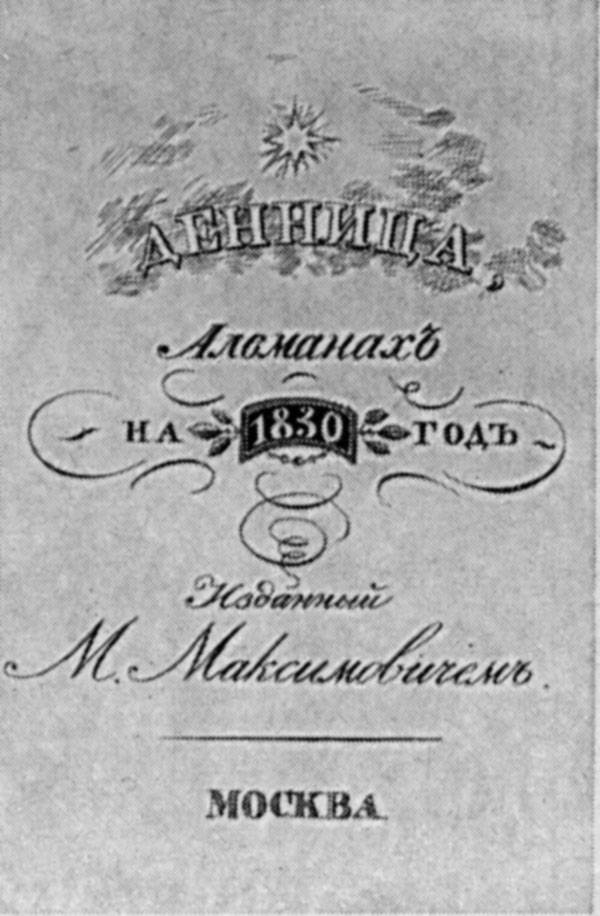 ДЕННИЦА,
Альманахъ
НА 1830 ГОДЪ
Изданный
М. Максимовичемъ.
МОСКВА.